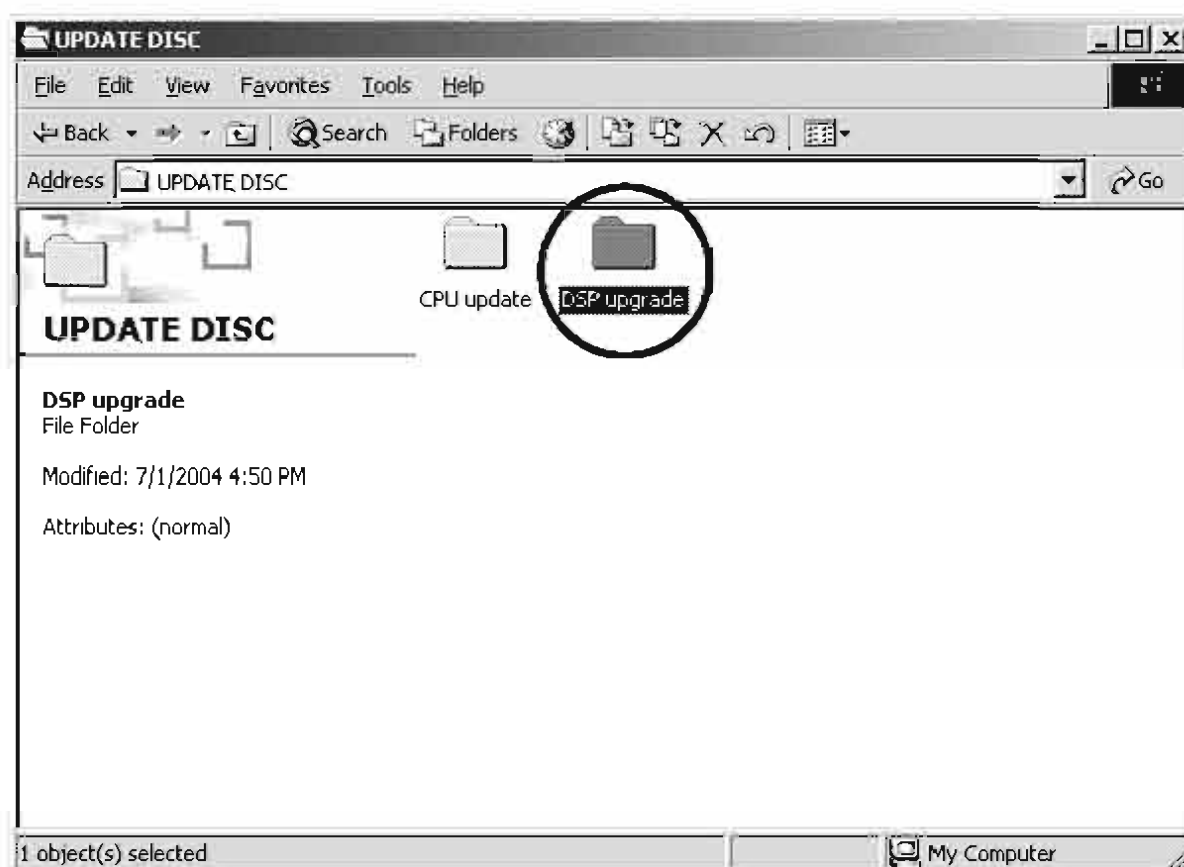 UPDATE DISC
File Edit View Favorites Tools Help
Back Search Folders
Address UPDATE DISC Go
CPU update DSP upgrade
UPDATE DISC
DSP upgrade
File Folder
Modified: 7/1/2004 4:50 PM
Attributes: (normal)
1 object(s) selected My Computer